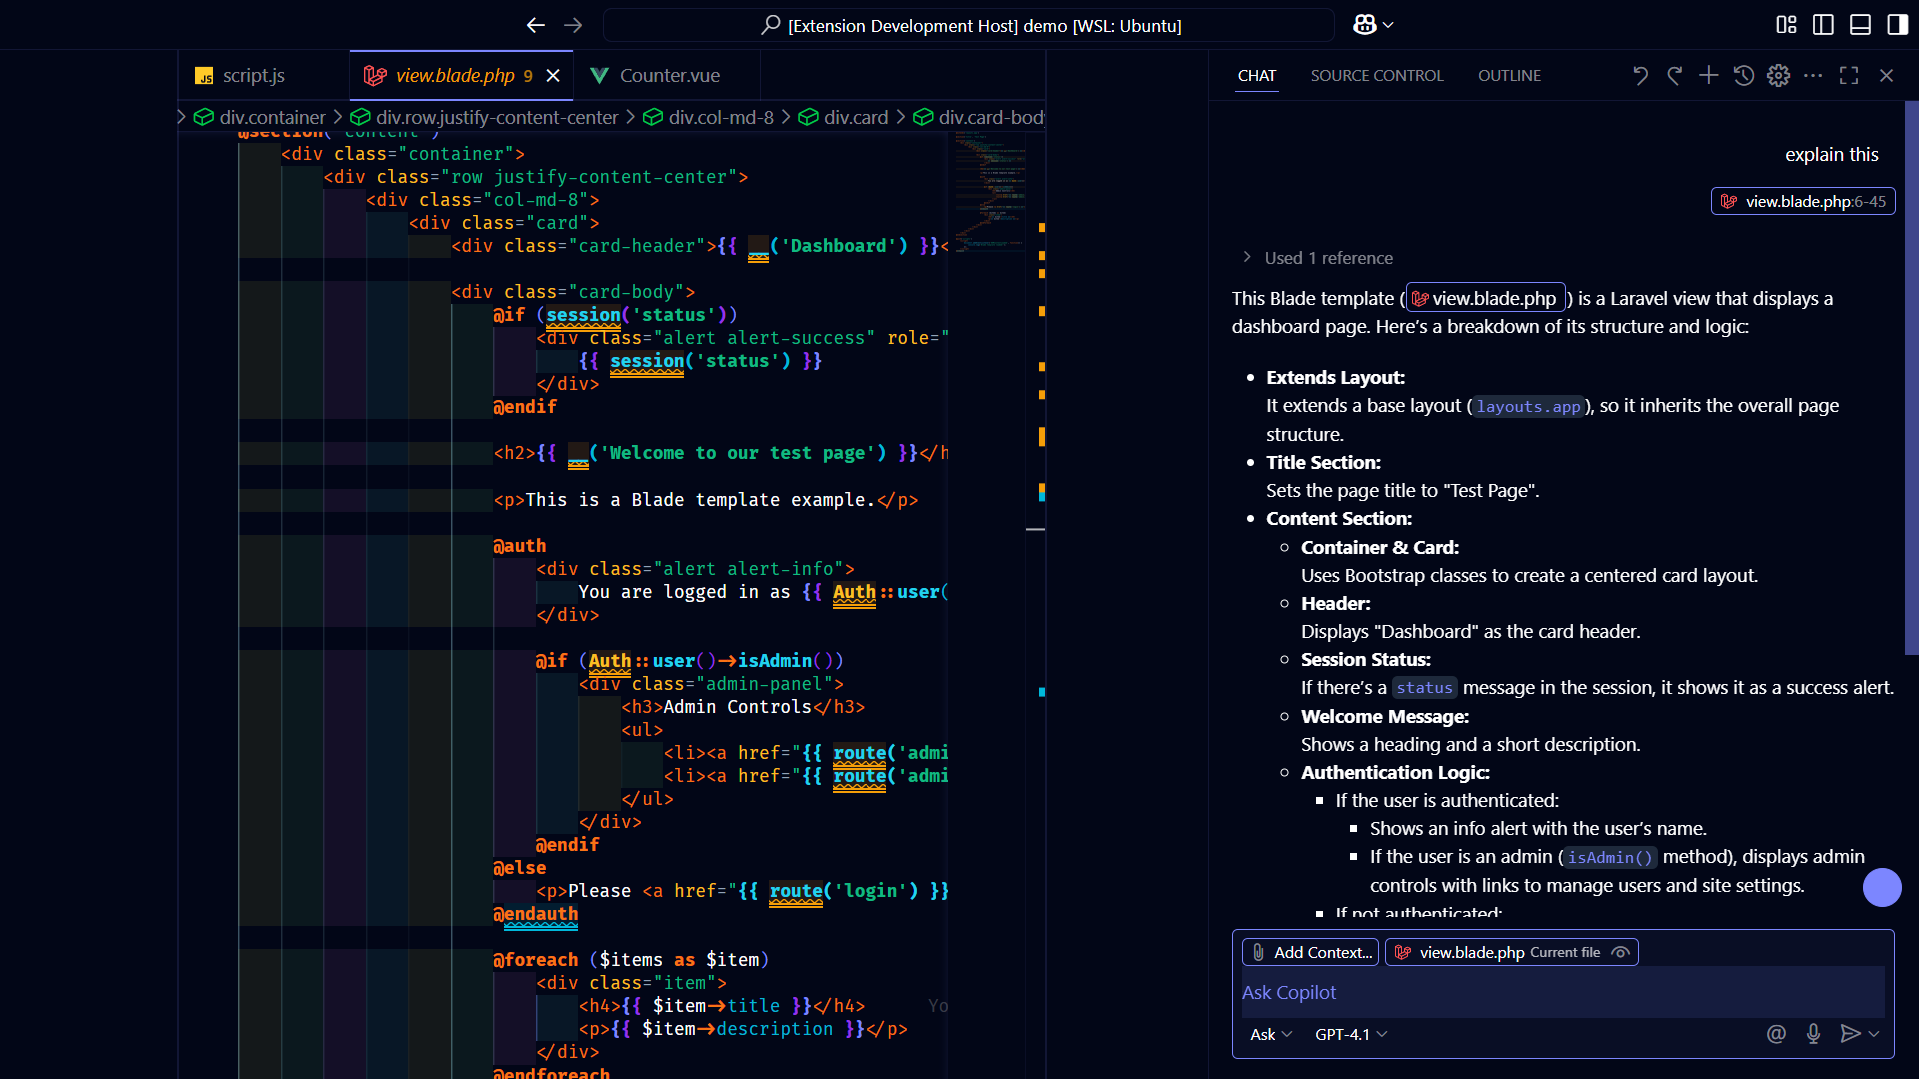 [Extension Development Host] demo [WSL: Ubuntu]
script.js
view.blade.php 9
Counter.vue
div.container
div.row.justify-content-center
div.col-md-8
div.card
div.card-body
@section('content')
<div class="container">
<div class="row justify-content-center">
<div class="col-md-8">
<div class="card">
<div class="card-header">{{ __('Dashboard') }}<
<div class="card-body">
@if (session('status'))
<div class="alert alert-success" role="
{{ session('status') }}
</div>
@endif
<h2>{{ __('Welcome to our test page') }}</h
<p>This is a Blade template example.</p>
@auth
<div class="alert alert-info">
You are logged in as {{ Auth::user(
</div>
@if (Auth::user()->isAdmin())
<div class="admin-panel">
<h3>Admin Controls</h3>
<ul>
<li><a href="{{ route('admi
<li><a href="{{ route('admi
</ul>
</div>
@endif
@else
<p>Please <a href="{{ route('login') }}
@endauth
@foreach ($items as $item)
<div class="item">
<h4>{{ $item->title }}</h4> Yo
<p>{{ $item->description }}</p>
</div>
@endforeach
CHAT
SOURCE CONTROL
OUTLINE
explain this
view.blade.php:6-45
Used 1 reference
This Blade template (view.blade.php) is a Laravel view that displays a
dashboard page. Here’s a breakdown of its structure and logic:
• Extends Layout:
It extends a base layout (layouts.app), so it inherits the overall page
structure.
• Title Section:
Sets the page title to "Test Page".
• Content Section:
Container & Card:
Uses Bootstrap classes to create a centered card layout.
Header:
Displays "Dashboard" as the card header.
Session Status:
If there’s a status message in the session, it shows it as a success alert.
Welcome Message:
Shows a heading and a short description.
Authentication Logic:
If the user is authenticated:
Shows an info alert with the user’s name.
If the user is an admin (isAdmin() method), displays admin
controls with links to manage users and site settings.
If not authenticated:
Add Context...
view.blade.php Current file
Ask Copilot
Ask
GPT-4.1